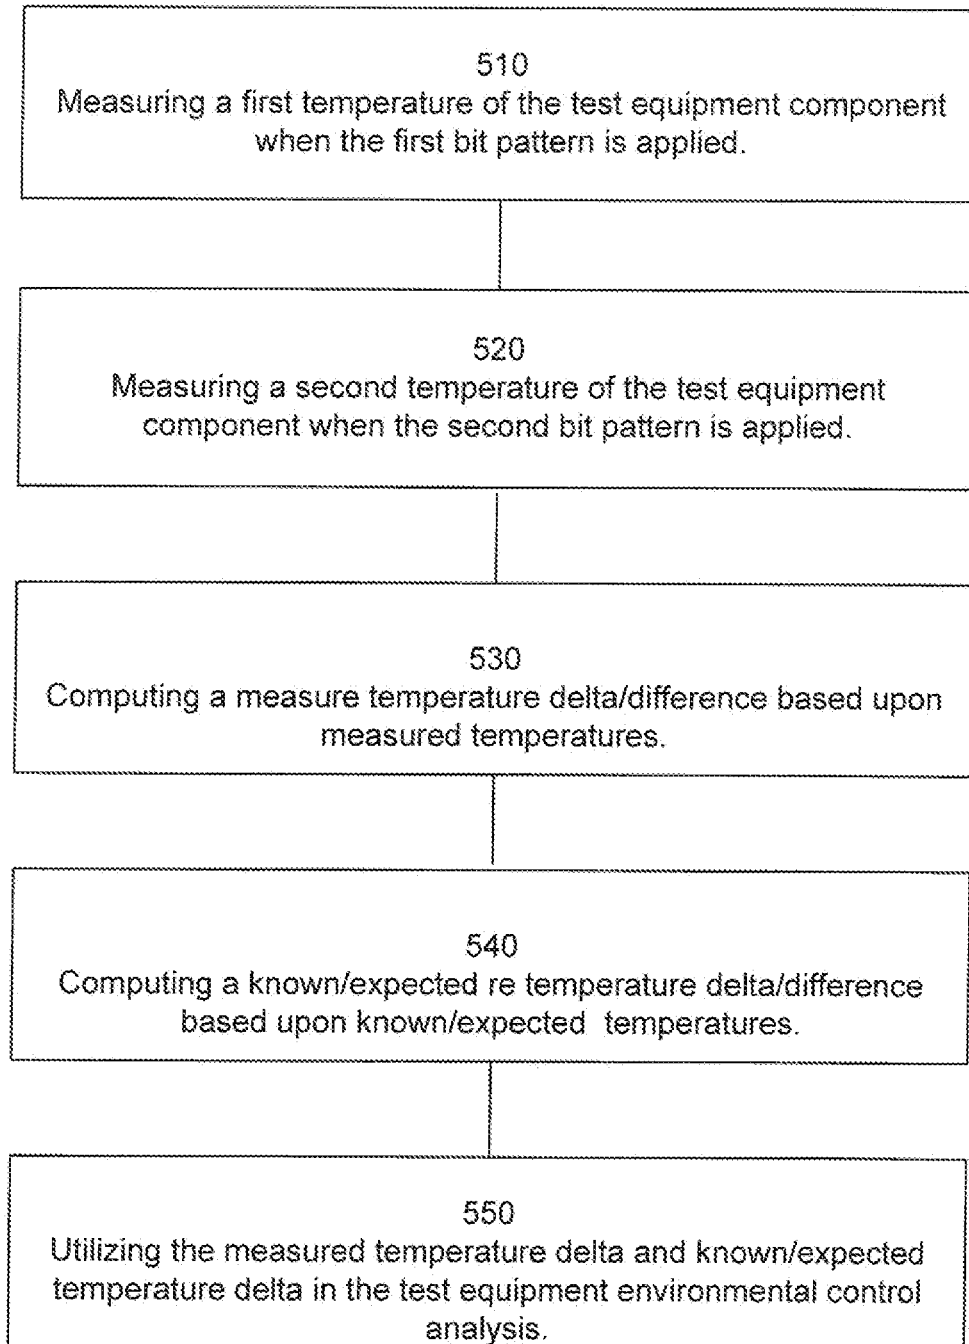 510
Measuring a first temperature of the test equipment component
when the first bit pattern is applied.
520
Measuring a second temperature of the test equipment
component when the second bit pattern is applied.
530
Computing a measure temperature delta/difference based upon
measured temperatures.
540
Computing a known/expected re temperature delta/difference
based upon known/expected temperatures.
550
Utilizing the measured temperature delta and known/expected
temperature delta in the test equipment environmental control
analysis.